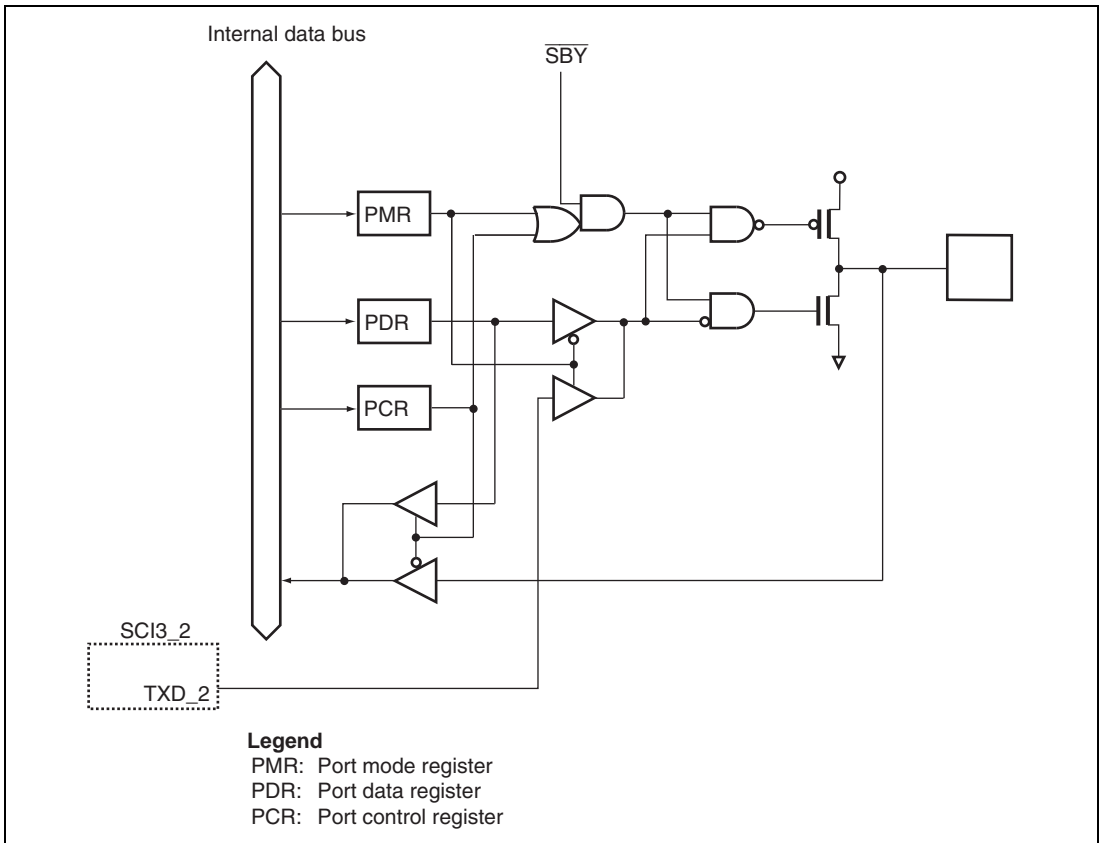 Internal data bus
SBY
PMR
PDR
PCR
SCI3_2
TXD_2
Legend
PMR: Port mode register
PDR: Port data register
PCR: Port control register